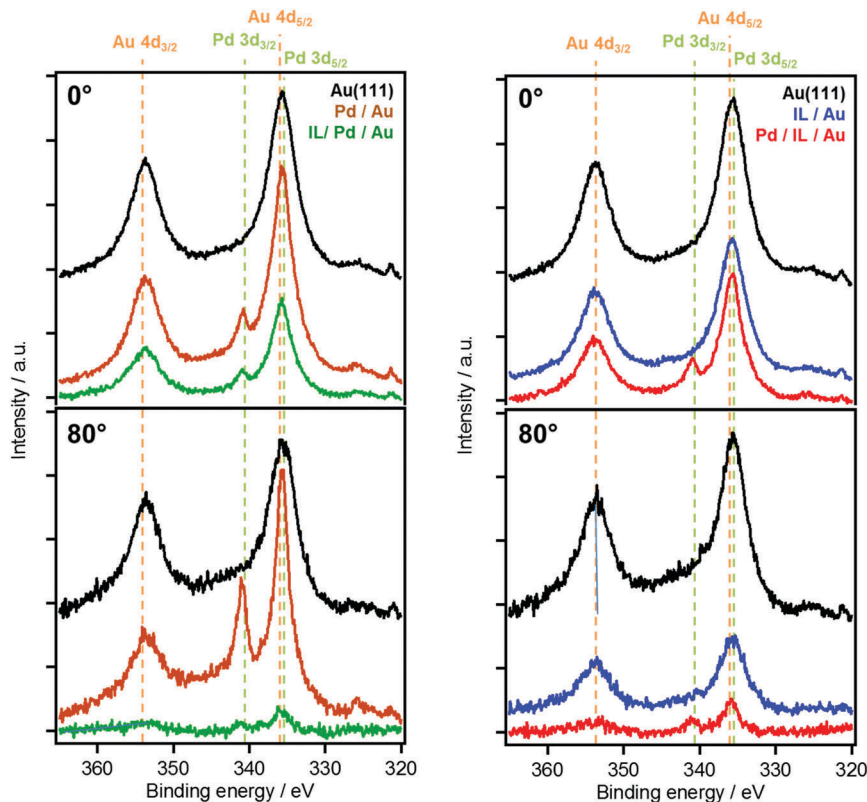 Au 4d5/2
Au 4d3/2
Pd 3d3/2
Pd 3d5/2
0°
Au(111)
Pd / Au
IL/ Pd / Au
80°
Intensity / a.u.
360
350
340
330
320
Binding energy / eV
Au 4d5/2
Au 4d3/2
Pd 3d3/2
Pd 3d5/2
0°
Au(111)
IL / Au
Pd / IL / Au
80°
Intensity / a.u.
360
350
340
330
320
Binding energy / eV